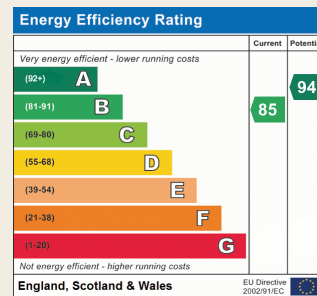 Energy Efficiency Rating
Current Potenti
Very energy efficient - lower running costs
(92+) A 94
(81-91) B 85
(69-80) C
(55-68) D
(39-54) E
(21-38) F
(1-20) G
Not energy efficient - higher running costs
England, Scotland & Wales
EU Directive
2002/91/EC